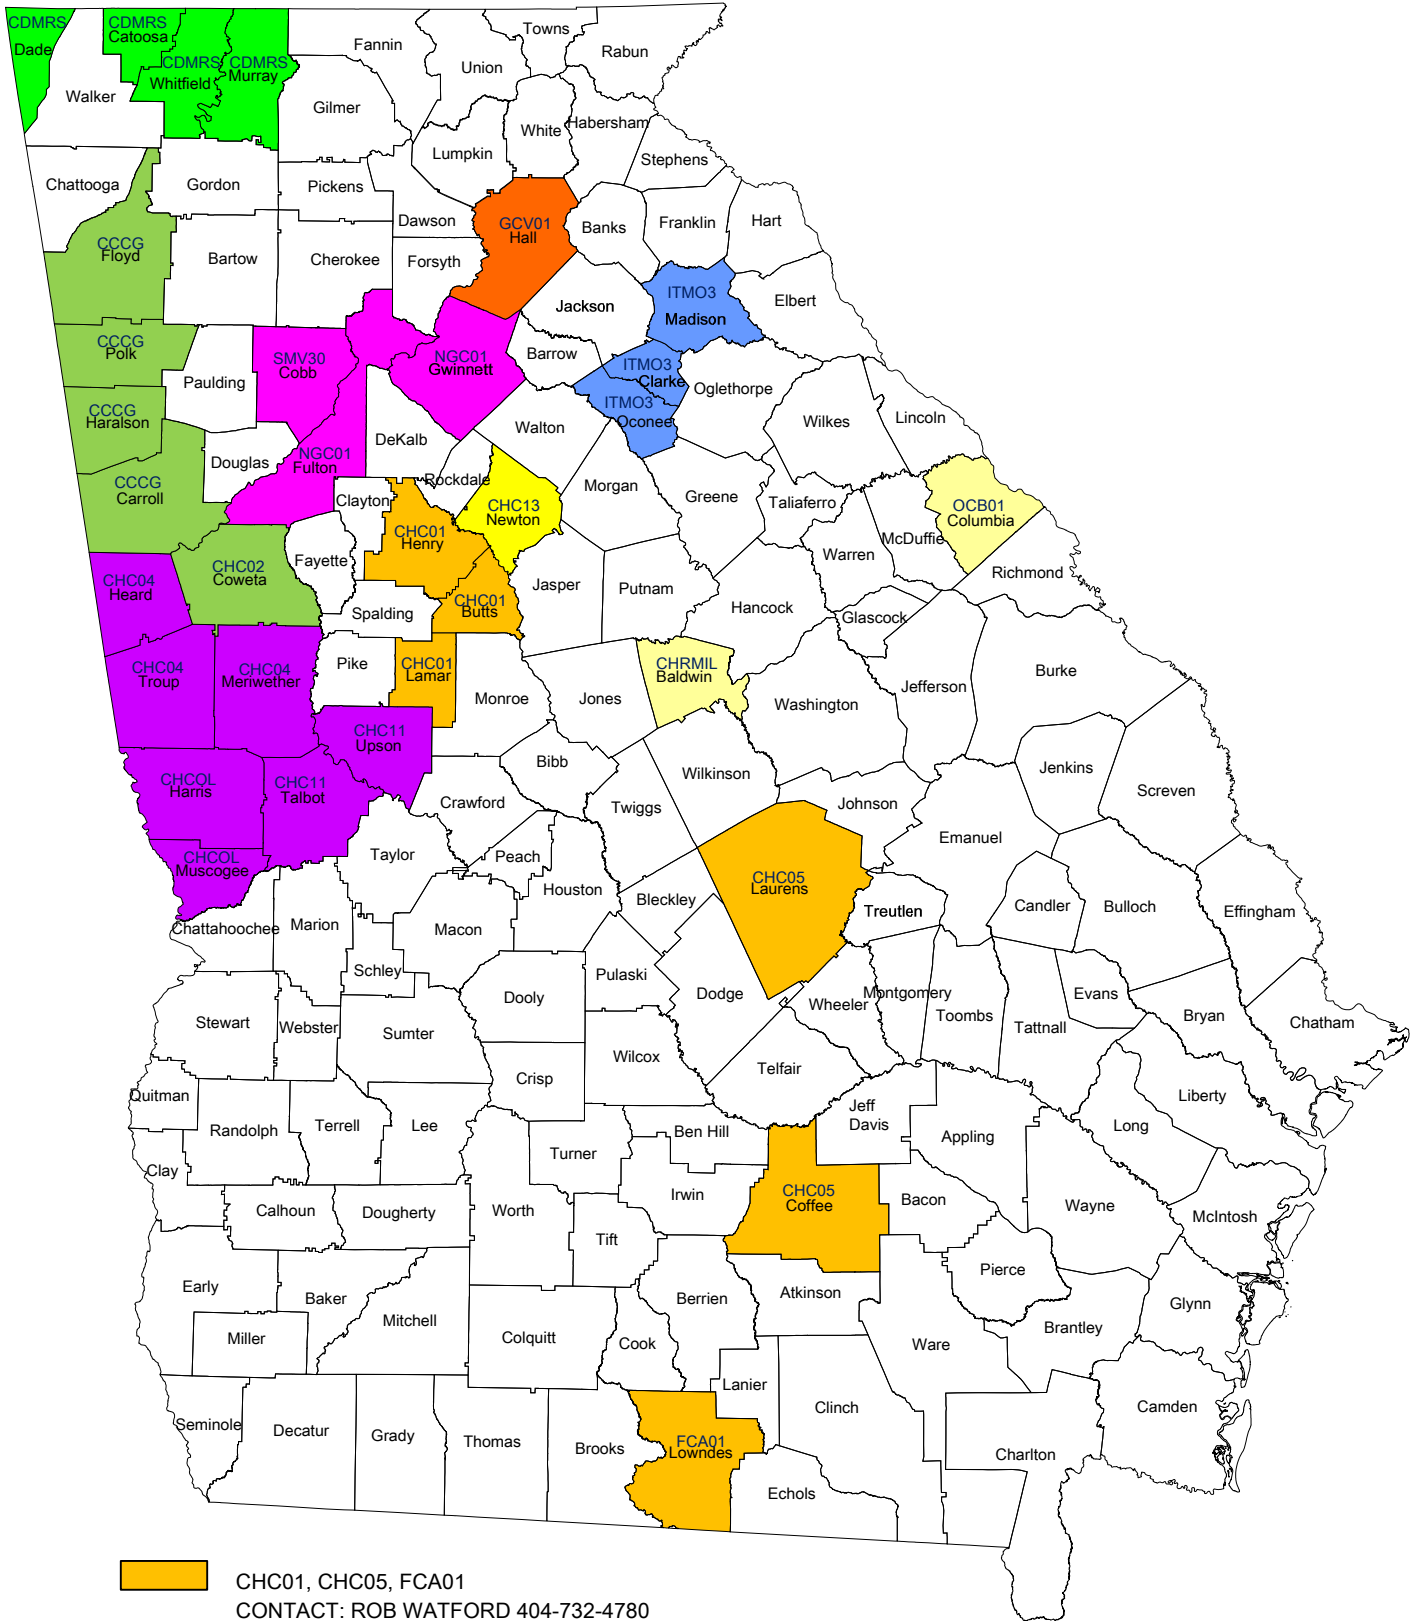 CDMRS
Dade
CDMRS
Catoosa
CDMRS
Whitfield
CDMRS
Murray
Walker
Fannin
Towns
Union
Rabun
Gilmer
White
Habersham
Lumpkin
Stephens
Chattooga
Gordon
Pickens
Dawson
GCV01
Hall
Banks
Franklin
Hart
CCCG
Floyd
Bartow
Cherokee
Forsyth
Jackson
ITMO3
Madison
Elbert
CCCG
Polk
Paulding
SMV30
Cobb
NGC01
Gwinnett
Barrow
ITMO3
Clarke
Oglethorpe
CCCG
Haralson
ITMO3
Oconee
Wilkes
Lincoln
Walton
DeKalb
NGC01
Fulton
Douglas
CCCG
Carroll
Rockdale
Clayton
CHC13
Newton
Morgan
Greene
Taliaferro
OCB01
Columbia
CHC01
Henry
McDuffie
Warren
Richmond
CHC04
Heard
CHC02
Coweta
Fayette
Spalding
CHC01
Butts
Jasper
Putnam
Hancock
Glascock
CHC04
Troup
CHC04
Meriwether
Pike
CHC01
Lamar
Monroe
Jones
CHRMIL
Baldwin
Washington
Jefferson
Burke
CHC11
Upson
Bibb
Wilkinson
Jenkins
Screven
CHCOL
Harris
CHC11
Talbot
Crawford
Twiggs
Johnson
Emanuel
CHCOL
Muscogee
Taylor
Peach
Houston
Bleckley
CHC05
Laurens
Treutlen
Candler
Bulloch
Effingham
Chattahoochee
Marion
Macon
Schley
Pulaski
Dodge
Wheeler
Montgomery
Toombs
Tattnall
Evans
Bryan
Chatham
Stewart
Webster
Sumter
Dooly
Wilcox
Telfair
Crisp
Quitman
Randolph
Terrell
Lee
Turner
Ben Hill
Jeff
Davis
Appling
Long
Liberty
Clay
Calhoun
Dougherty
Worth
Irwin
CHC05
Coffee
Bacon
Wayne
McIntosh
Tift
Early
Baker
Mitchell
Berrien
Atkinson
Pierce
Glynn
Miller
Colquitt
Cook
Ware
Brantley
Lanier
Clinch
Camden
Seminole
Decatur
Grady
Thomas
Brooks
FCA01
Lowndes
Echols
Charlton
CHC01, CHC05, FCA01
CONTACT: ROB WATFORD 404-732-4780